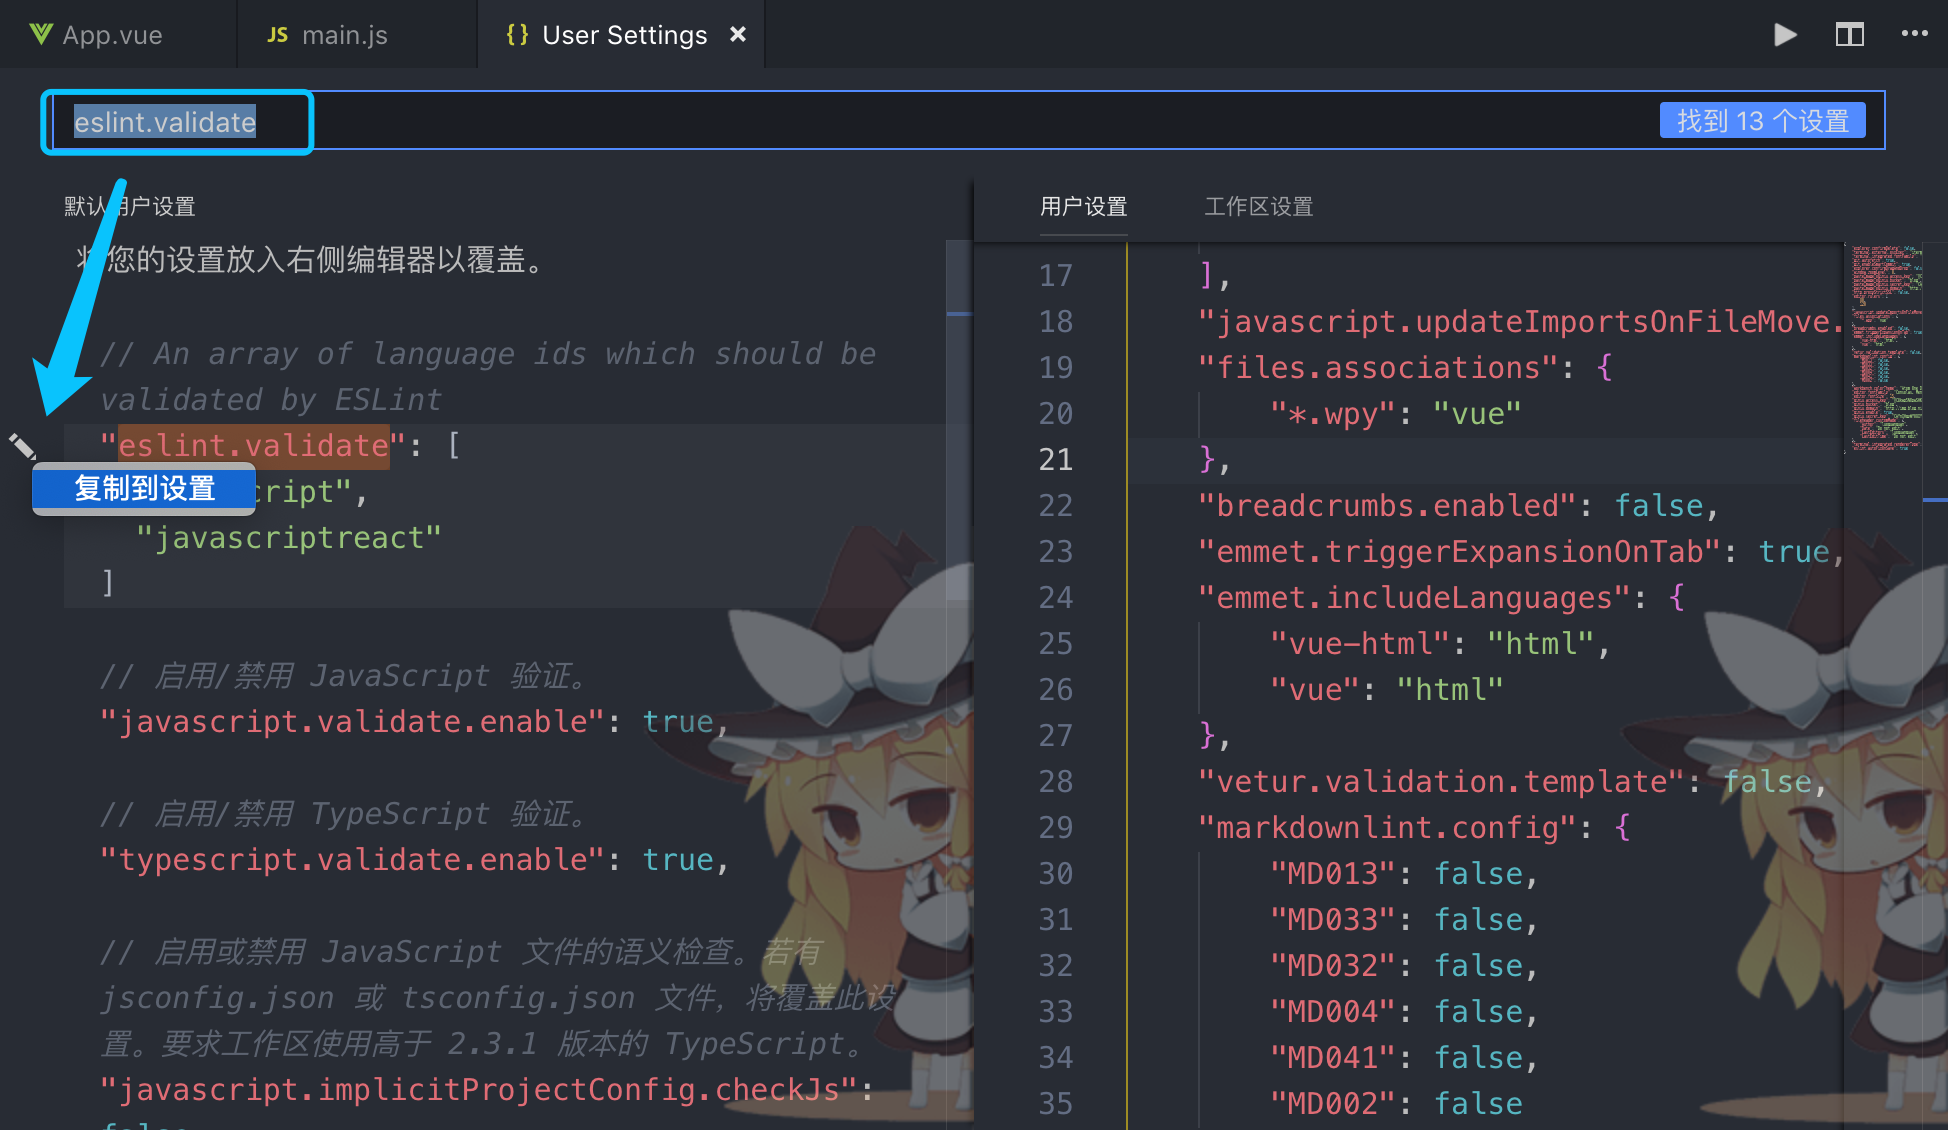 App.vue
JS main.js
{} User Settings ×
eslint.validate
找到 13 个设置
默认用户设置
将您的设置放入右侧编辑器以覆盖。
// An array of language ids which should be
validated by ESLint
"eslint.validate": [
复制到设置
cript",
"javascriptreact"
]
// 启用/禁用 JavaScript 验证。
"javascript.validate.enable": true,
// 启用/禁用 TypeScript 验证。
"typescript.validate.enable": true,
// 启用或禁用 JavaScript 文件的语义检查。若有
jsconfig.json 或 tsconfig.json 文件，将覆盖此设
置。要求工作区使用高于 2.3.1 版本的 TypeScript。
"javascript.implicitProjectConfig.checkJs":
用户设置 工作区设置
17 ],
18 "javascript.updateImportsOnFileMove.
19 "files.associations": {
20 "*.wpy": "vue"
21 },
22 "breadcrumbs.enabled": false,
23 "emmet.triggerExpansionOnTab": true,
24 "emmet.includeLanguages": {
25 "vue-html": "html",
26 "vue": "html"
27 },
28 "vetur.validation.template": false,
29 "markdownlint.config": {
30 "MD013": false,
31 "MD033": false,
32 "MD032": false,
33 "MD004": false,
34 "MD041": false,
35 "MD002": false